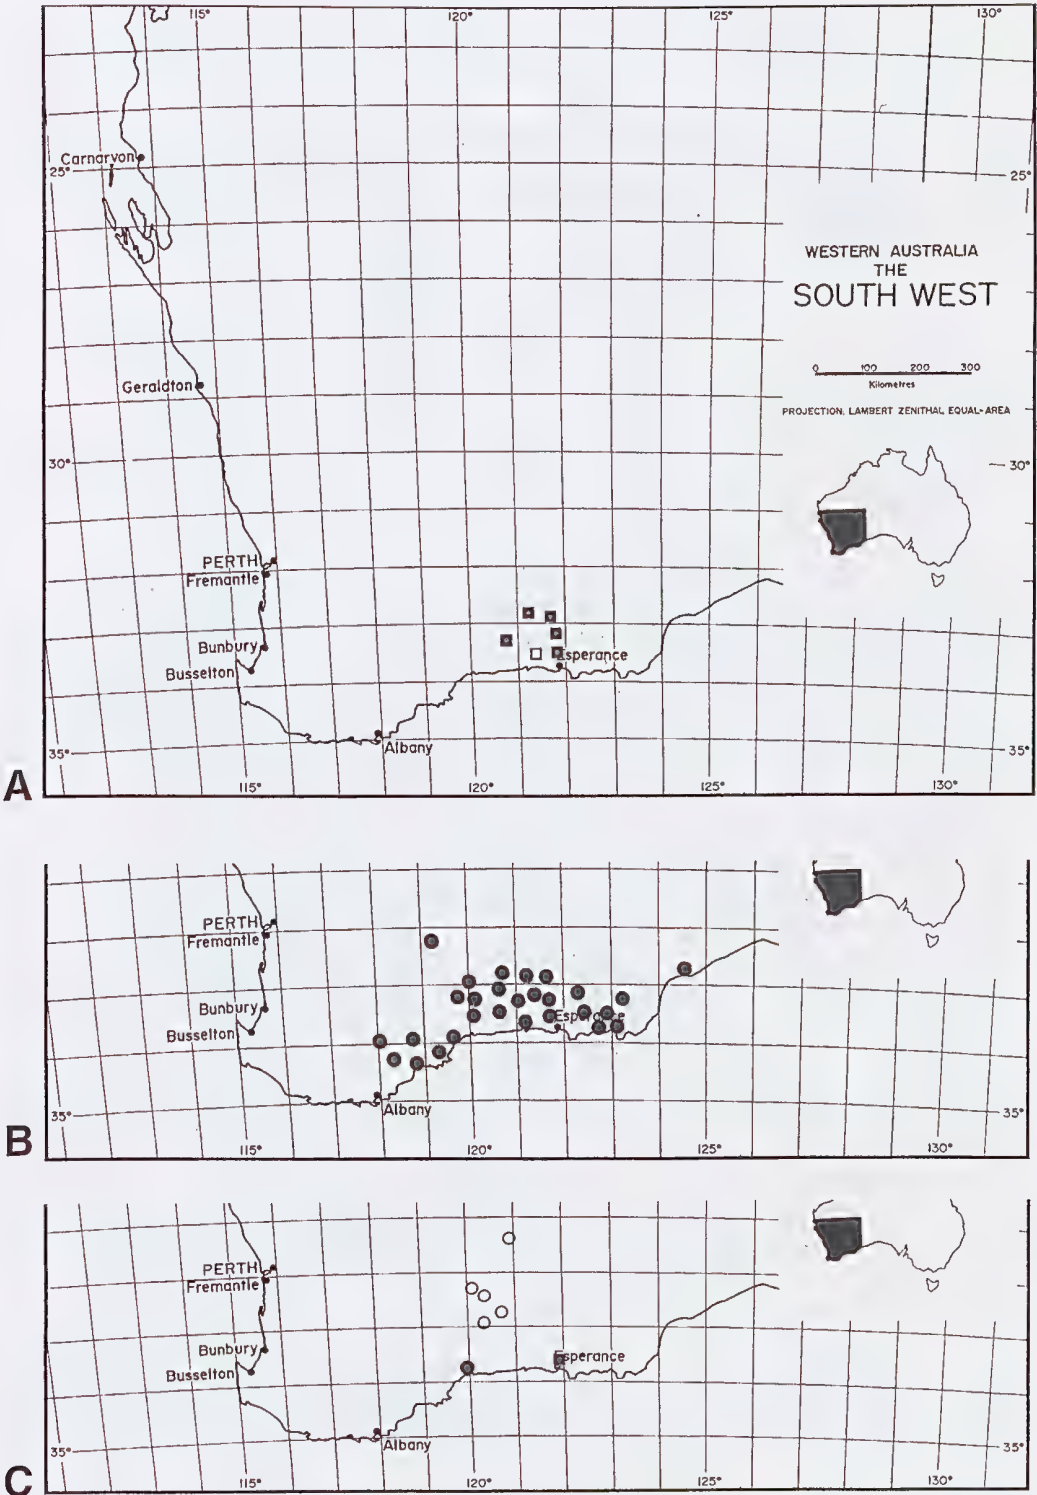 115° 120° 125° 130°
Carnarvon
25° 25°
WESTERN AUSTRALIA
THE
SOUTH WEST
0 100 200 300
Kilometres
Geraldton
PROJECTION, LAMBERT ZENITHAL EQUAL-AREA
30° 30°
PERTH
Fremantle
Bunbury
Esperance
Busselton
Albany
35° 35°
A
115° 120° 125° 130°
PERTH
Fremantle
Bunbury
Esperance
Busselton
Albany
35° 35°
B
115° 120° 125° 130°
PERTH
Fremantle
Bunbury
Esperance
Busselton
Albany
35° 35°
C
115° 120° 125° 130°